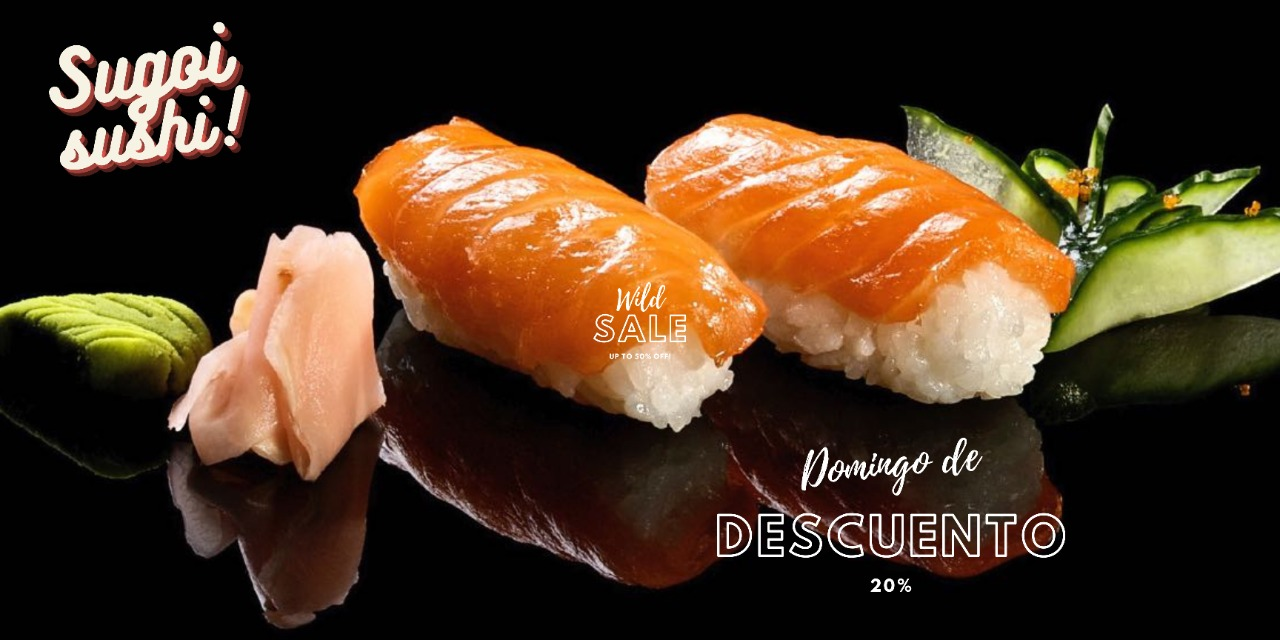 Sugoi
sushi!
Wild
SALE
UP TO 50% OFF!
Domingo de
DESCUENTO
20%